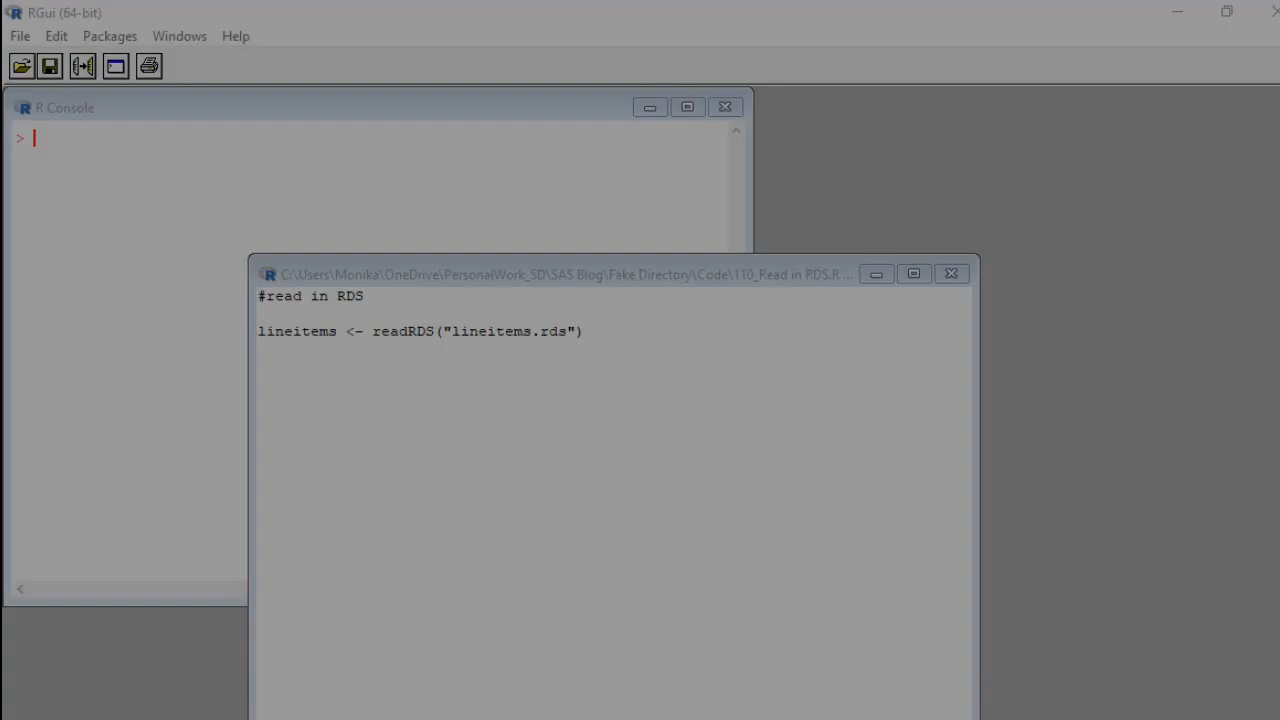 RGui (64-bit)
File Edit Packages Windows Help
R Console
>
C:\Users\Monika\OneDrive\PersonalWork_SD\SAS Blog\Fake Directory\Code\110_Read in RDS.R ...
#read in RDS
lineitems <- readRDS("lineitems.rds")